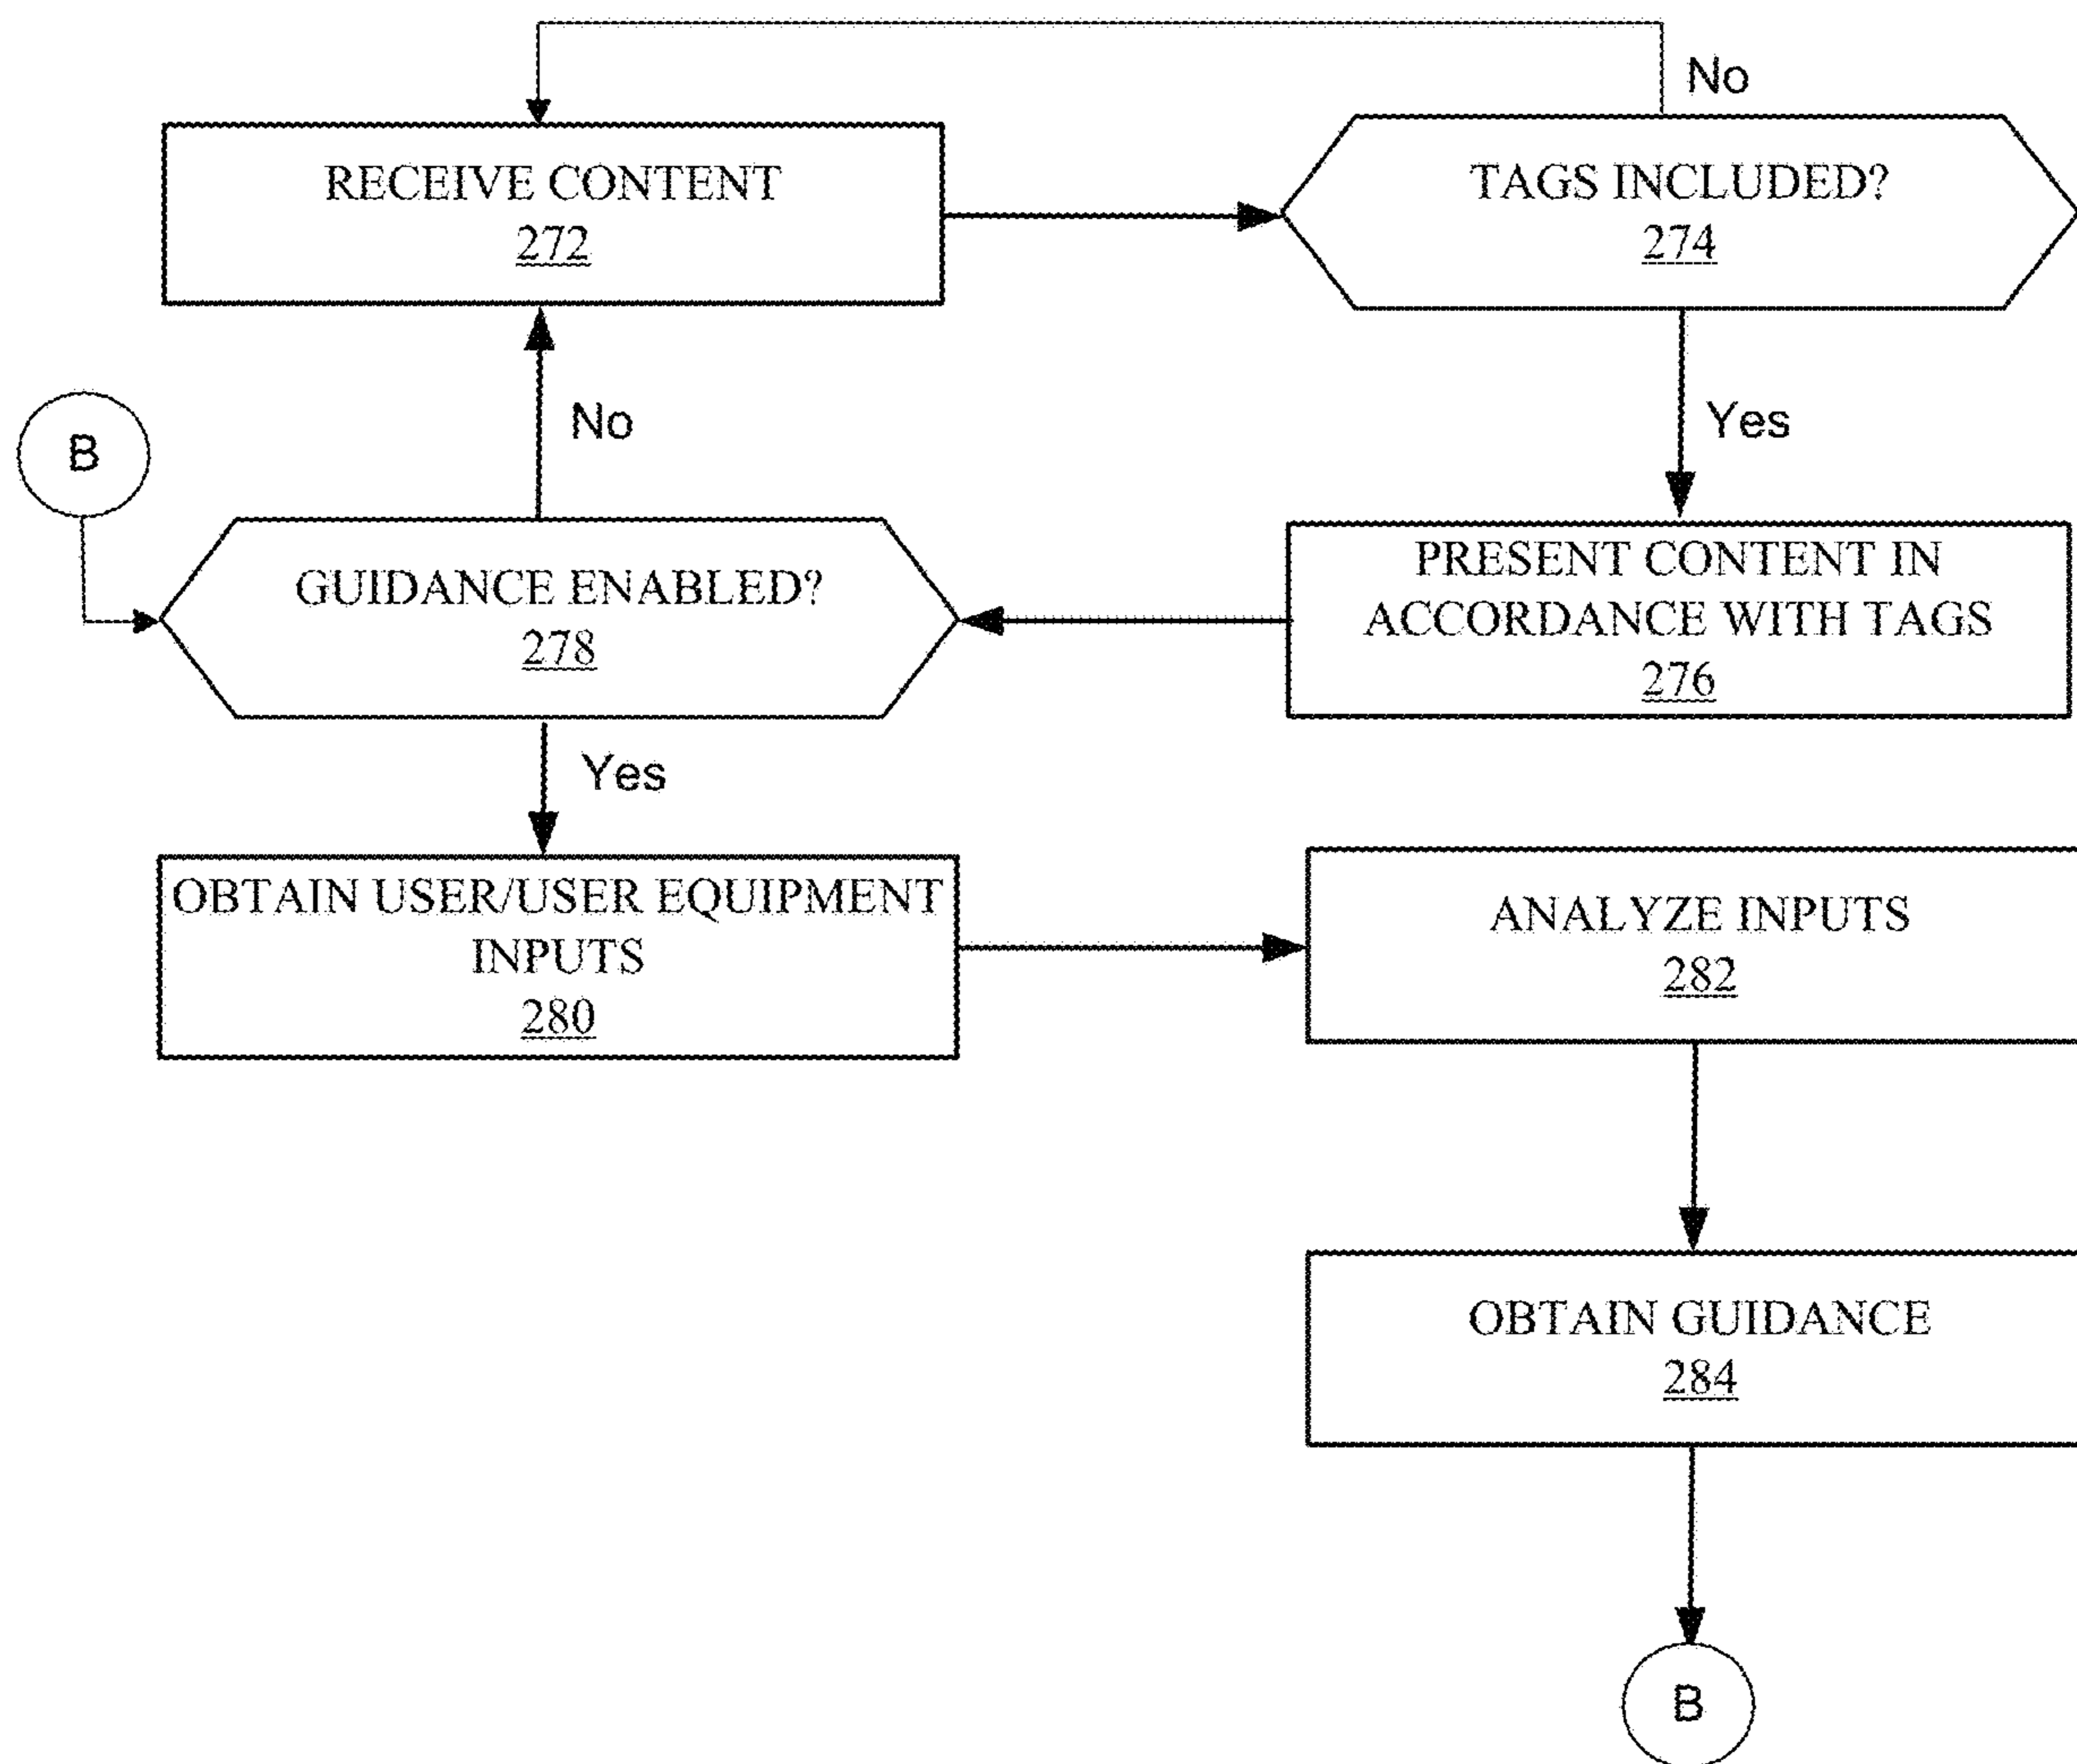 No
RECEIVE CONTENT
272
TAGS INCLUDED?
274
No
Yes
B
GUIDANCE ENABLED?
278
PRESENT CONTENT IN
ACCORDANCE WITH TAGS
276
Yes
OBTAIN USER/USER EQUIPMENT
INPUTS
280
ANALYZE INPUTS
282
OBTAIN GUIDANCE
284
B